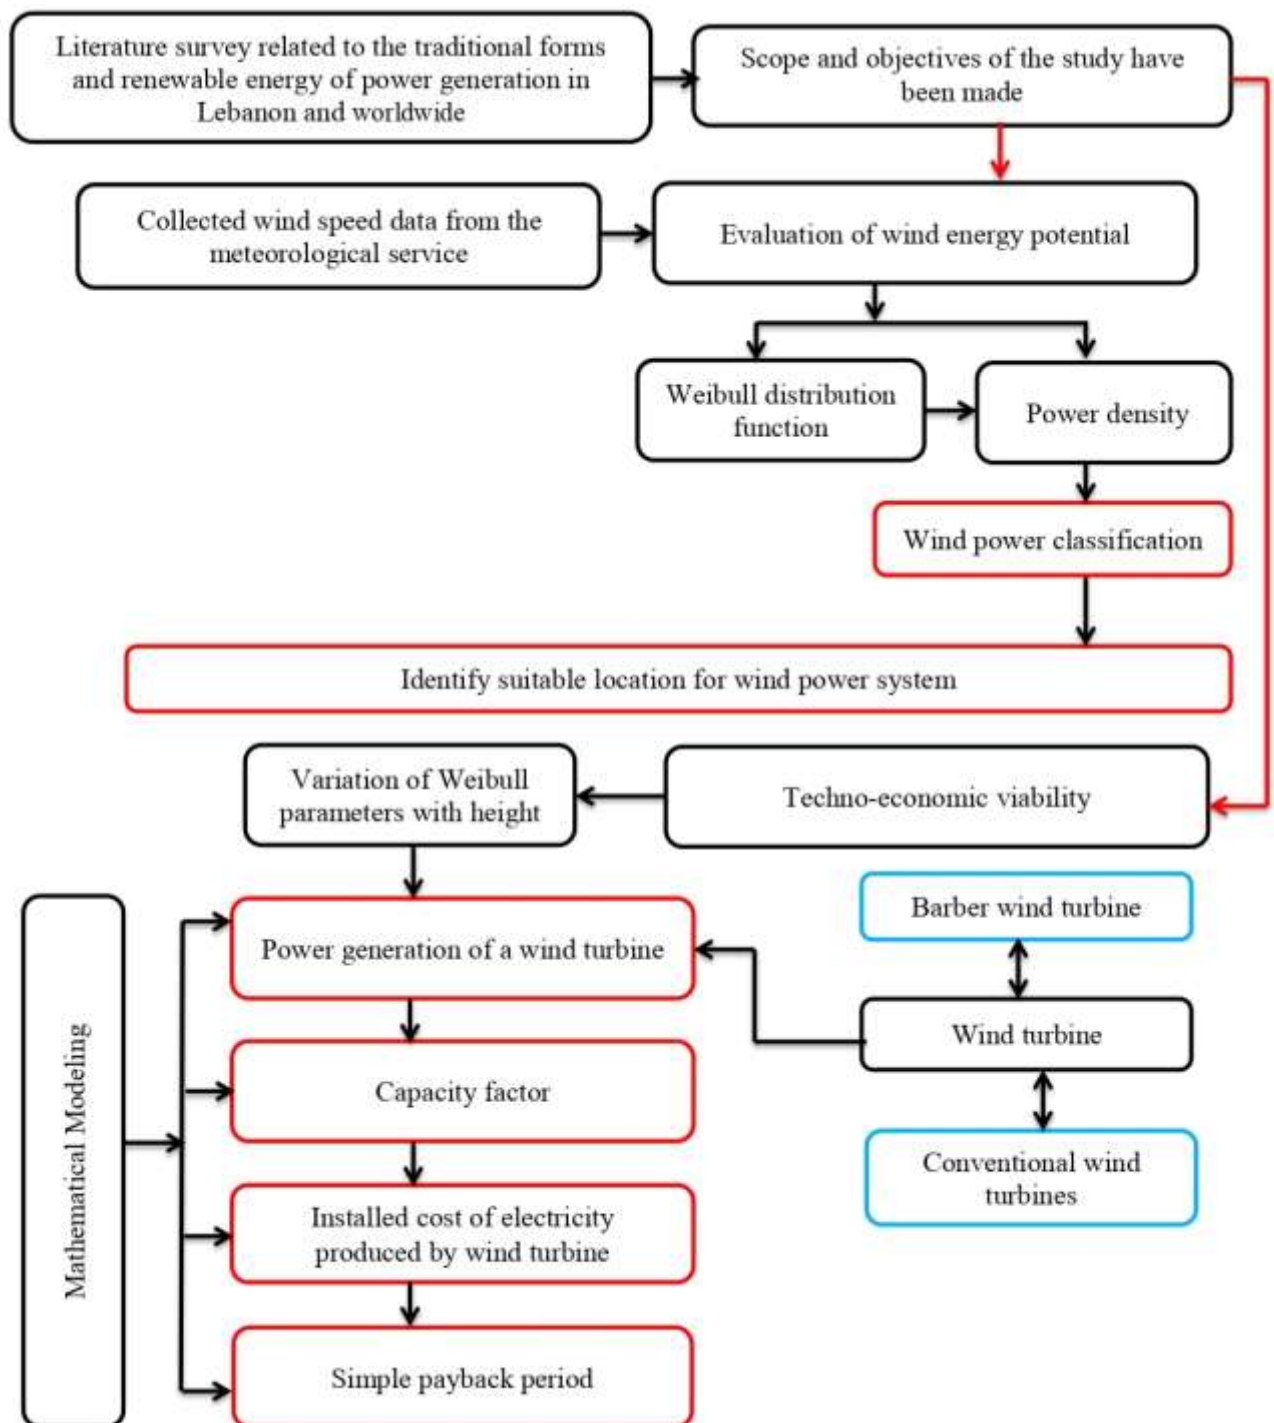 Literature survey related to the traditional forms
and renewable energy of power generation in
Lebanon and worldwide
Scope and objectives of the study have
been made
Collected wind speed data from the
meteorological service
Evaluation of wind energy potential
Weibull distribution
function
Power density
Wind power classification
Identify suitable location for wind power system
Variation of Weibull
parameters with height
Techno-economic viability
Barber wind turbine
Power generation of a wind turbine
Wind turbine
Mathematical Modeling
Capacity factor
Conventional wind
turbines
Installed cost of electricity
produced by wind turbine
Simple payback period